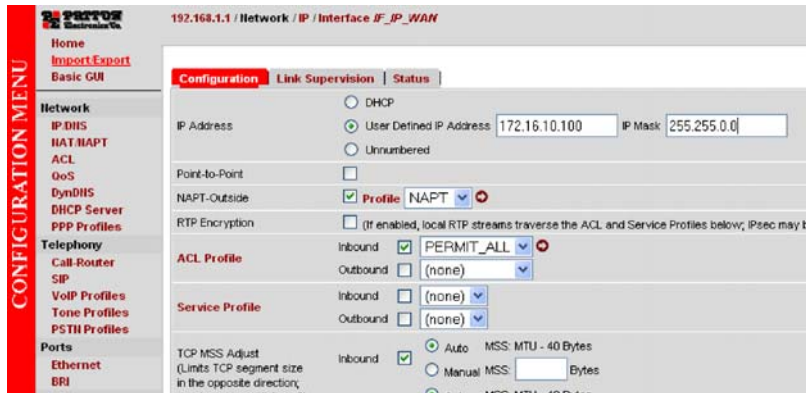 PATTON
Electronics Co.
192.168.1.1 / Network / IP / Interface IF_IP_WAN
CONFIGURATION MENU
Home
Import/Export
Basic GUI
Network
IP/DNS
NAT/NAPT
ACL
QoS
DynDNS
DHCP Server
PPP Profiles
Telephony
Call-Router
SIP
VoIP Profiles
Tone Profiles
PSTN Profiles
Ports
Ethernet
BRI
Configuration Link Supervision Status
IP Address
DHCP
User Defined IP Address 172.16.10.100 IP Mask 255.255.0.0
Unnumbered
Point-to-Point
NAPT-Outside Profile NAPT
RTP Encryption (If enabled, local RTP streams traverse the ACL and Service Profiles below; IPsec may b
ACL Profile
Inbound PERMIT_ALL
Outbound (none)
Service Profile
Inbound (none)
Outbound (none)
TCP MSS Adjust
(Limits TCP segment size
in the opposite direction;
Inbound
Auto MSS: MTU - 40 Bytes
Manual MSS: Bytes
MSS: MTU - 40 Bytes